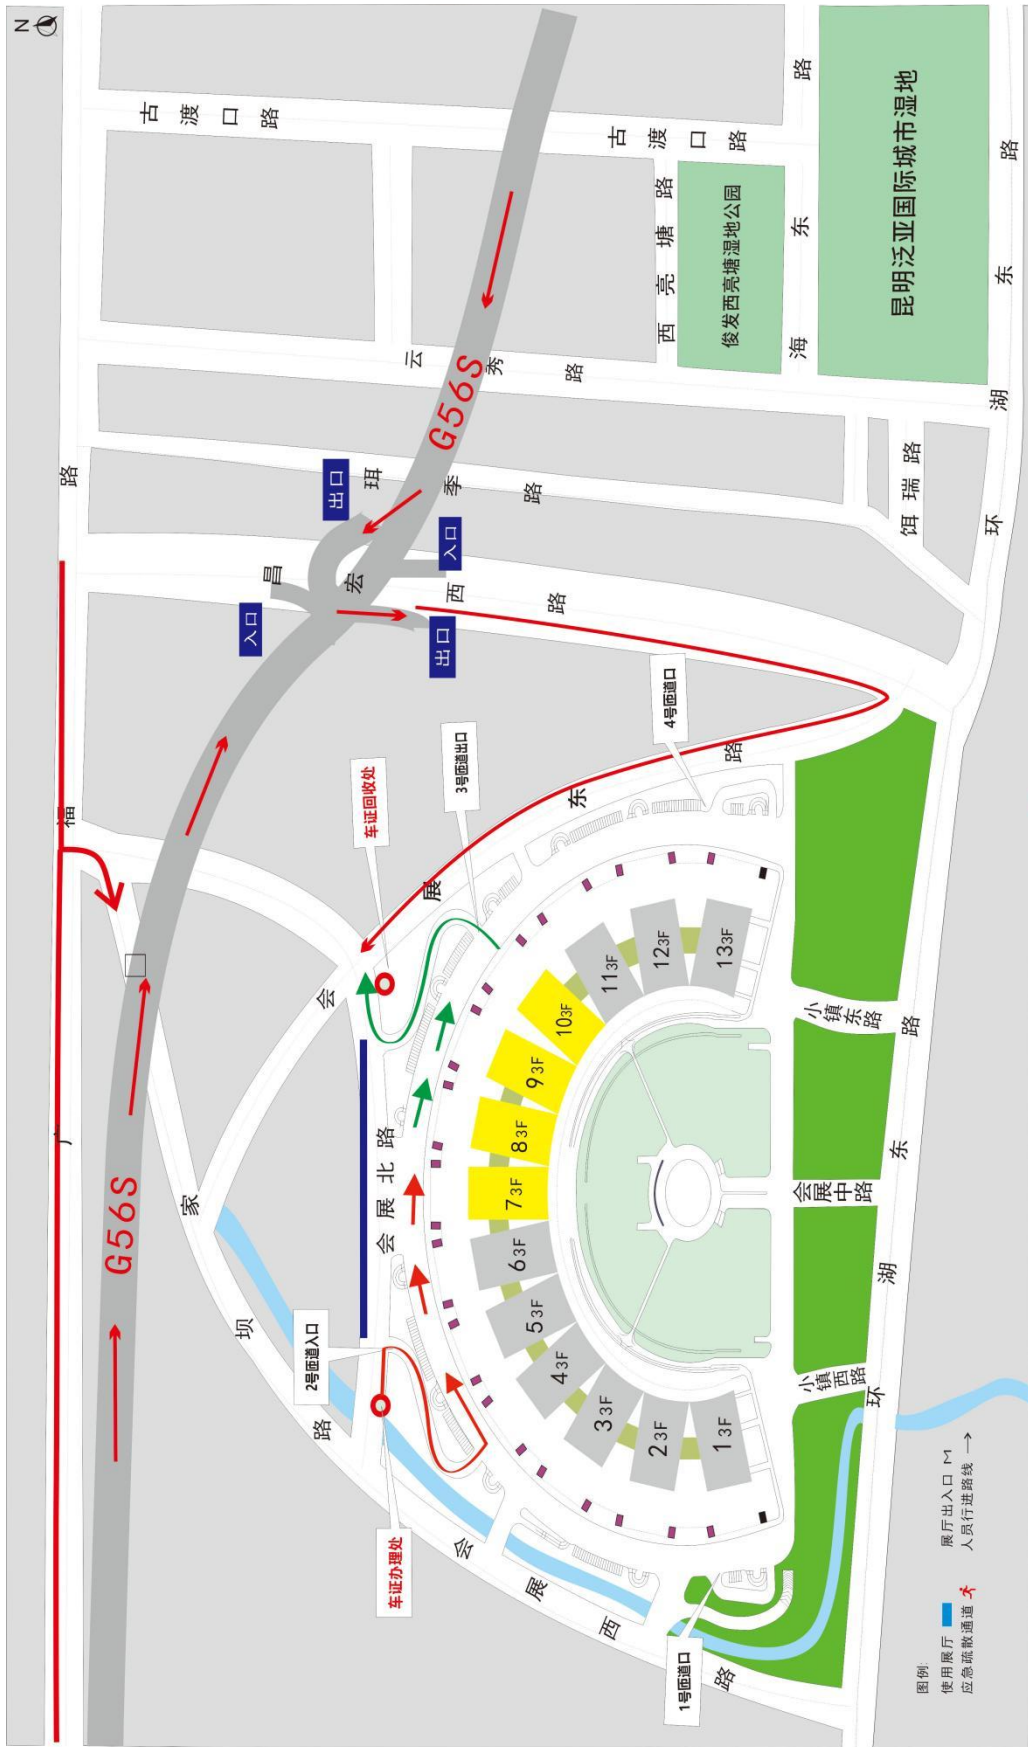 N
广福路
G56S
G56S
古渡口路
古渡口路
西亮塘路
俊发西亮塘湿地公园
海东路
昆明泛亚国际城市湿地
环湖东路
云秀路
珥季路
饵瑞路
昌宏西路
入口
出口
出口
入口
会展东路
车证回收处
3号匝道出口
4号匝道口
家坝路
会展北路
2号匝道入口
车证办理处
会展西路
1号匝道口
1 3F
2 3F
3 3F
4 3F
5 3F
6 3F
7 3F
8 3F
9 3F
10 3F
11 3F
12 3F
13 3F
小镇西路
会展中路
小镇东路
环湖东路
图例:
使用展厅
展厅出入口 M
应急疏散通道
人员行进路线